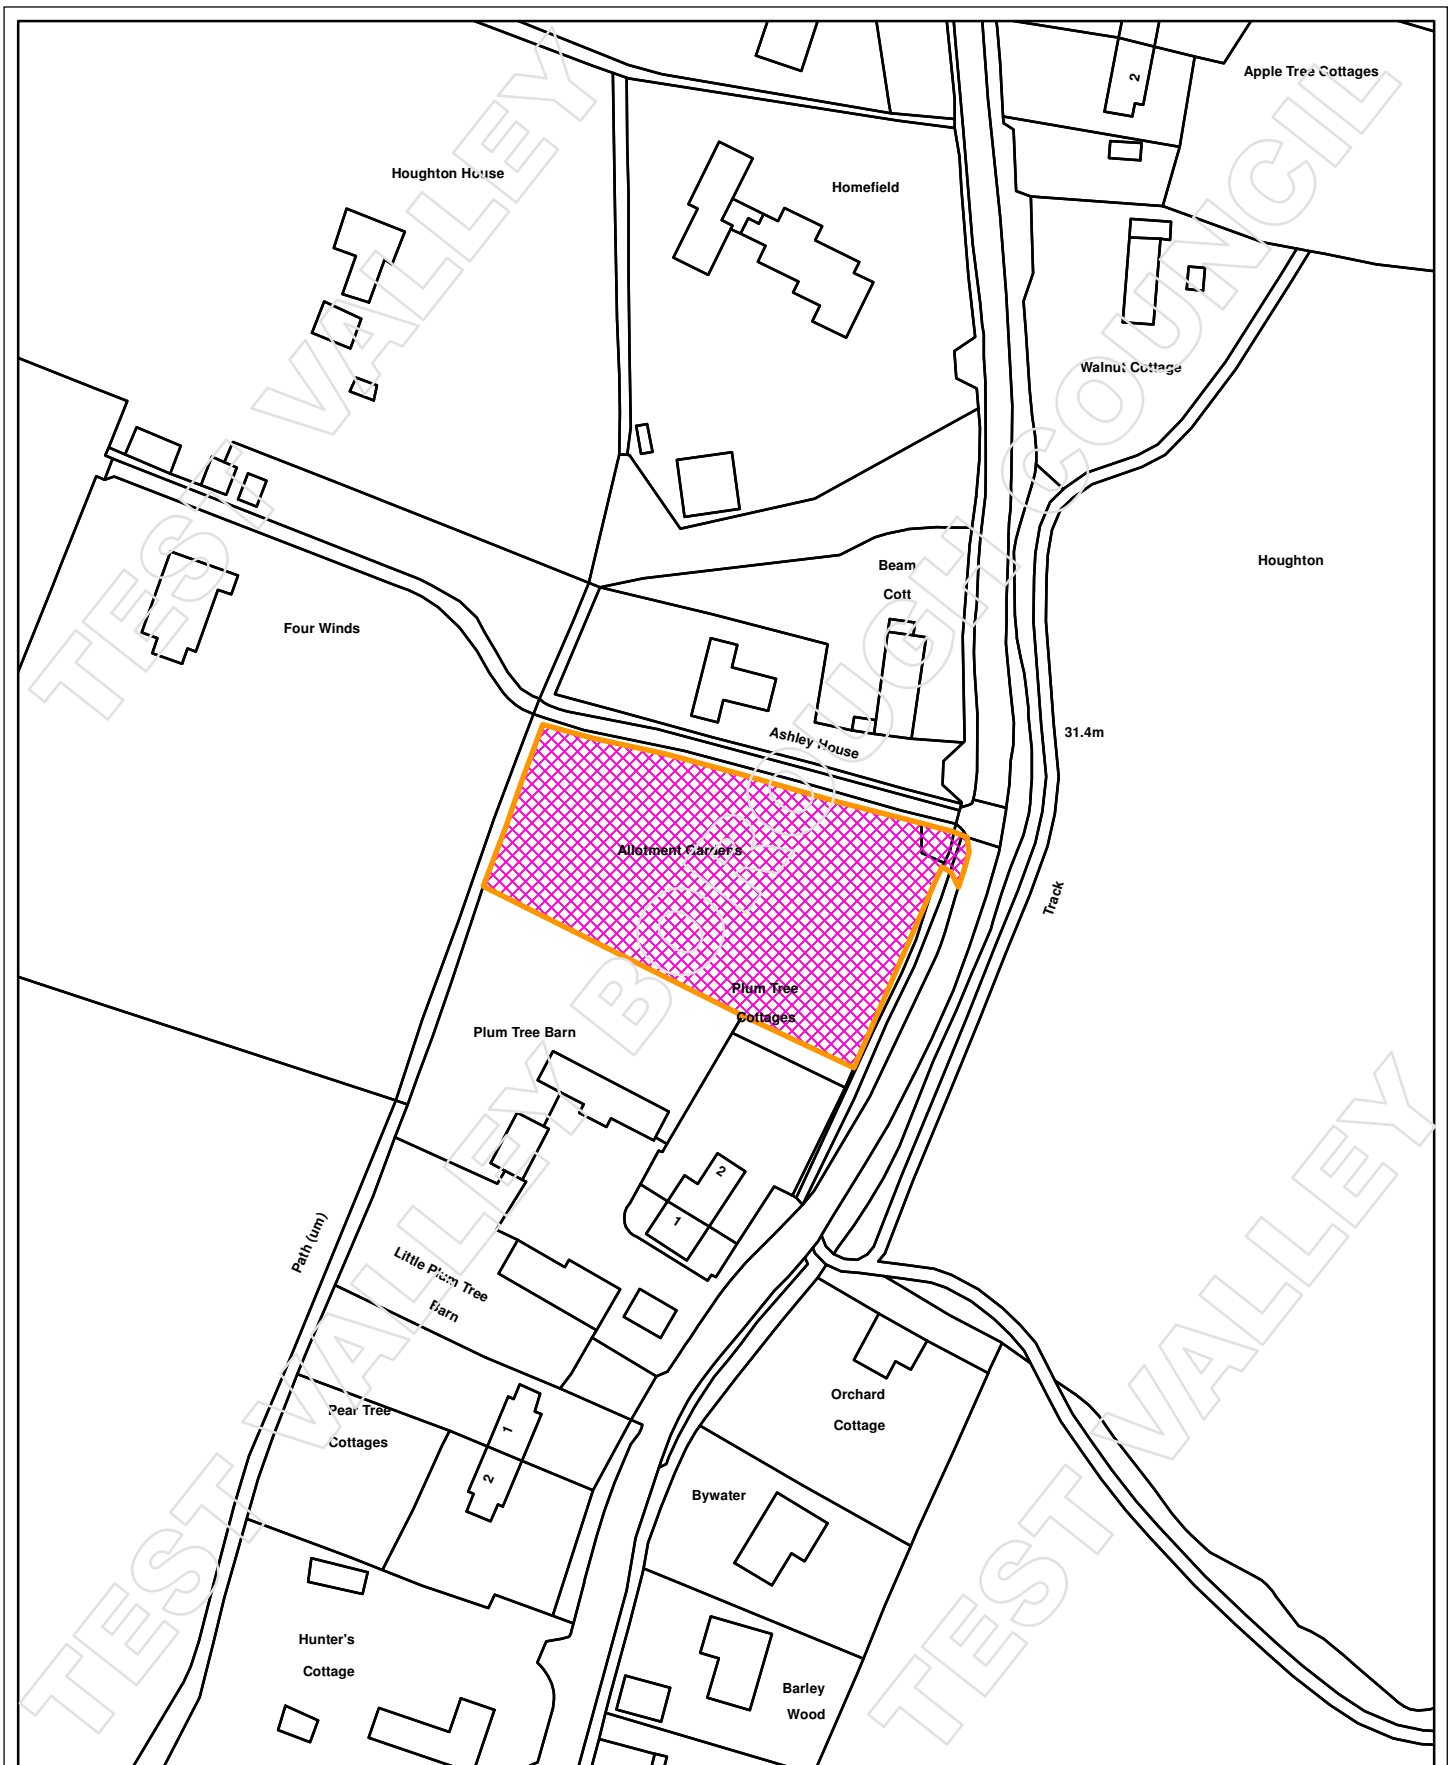 Apple Tree Cottages
2
Houghton House
Homefield
Walnut Cottage
Houghton
Beam
Cott
Four Winds
Ashley House
31.4m
Allotment Gardens
Track
Plum Tree
Cottages
Plum Tree Barn
2
1
Path (um)
Little Plum Tree
Barn
Orchard
Cottage
Pear Tree
Cottages
1
2
Bywater
Hunter's
Cottage
Barley
Wood
TEST VALLEY
TEST VALLEY BOROUGH COUNCIL
TEST VALLEY